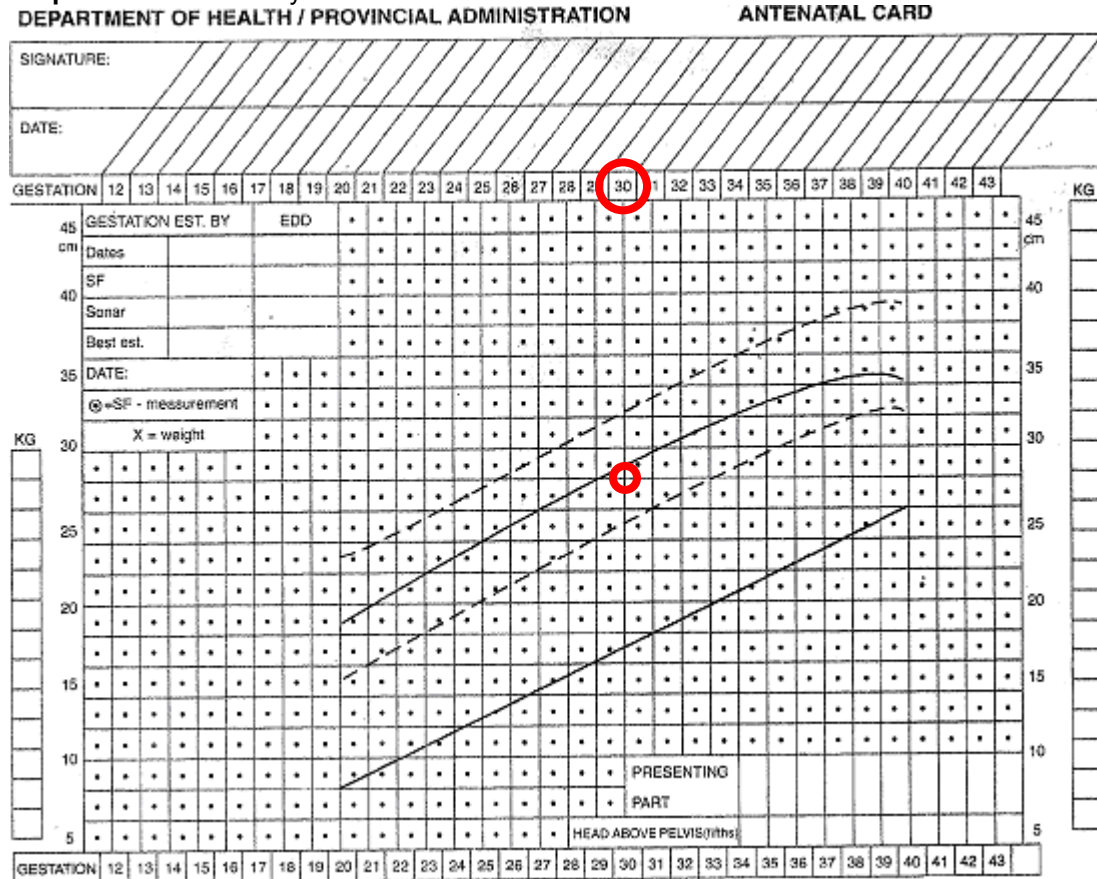 DEPARTMENT OF HEALTH / PROVINCIAL ADMINISTRATION ANTENATAL CARD
SIGNATURE:
DATE:
GESTATION 12 13 14 15 16 17 18 19 20 21 22 23 24 25 26 27 28 2 30 1 32 33 34 35 36 37 38 39 40 41 42 43
KG
45 GESTATION EST. BY EDD 45
cm Dates cm
SF
40 Sonar 40
Best est.
35 DATE: 35
=SF - measurement
X = weight
KG 30 30
25 25
20 20
15 15
10 10
PRESENTING
PART
5 HEAD ABOVE PELVIS(fifths) 5
GESTATION 12 13 14 15 16 17 18 19 20 21 22 23 24 25 26 27 28 29 30 31 32 33 34 35 36 37 38 39 40 41 42 43